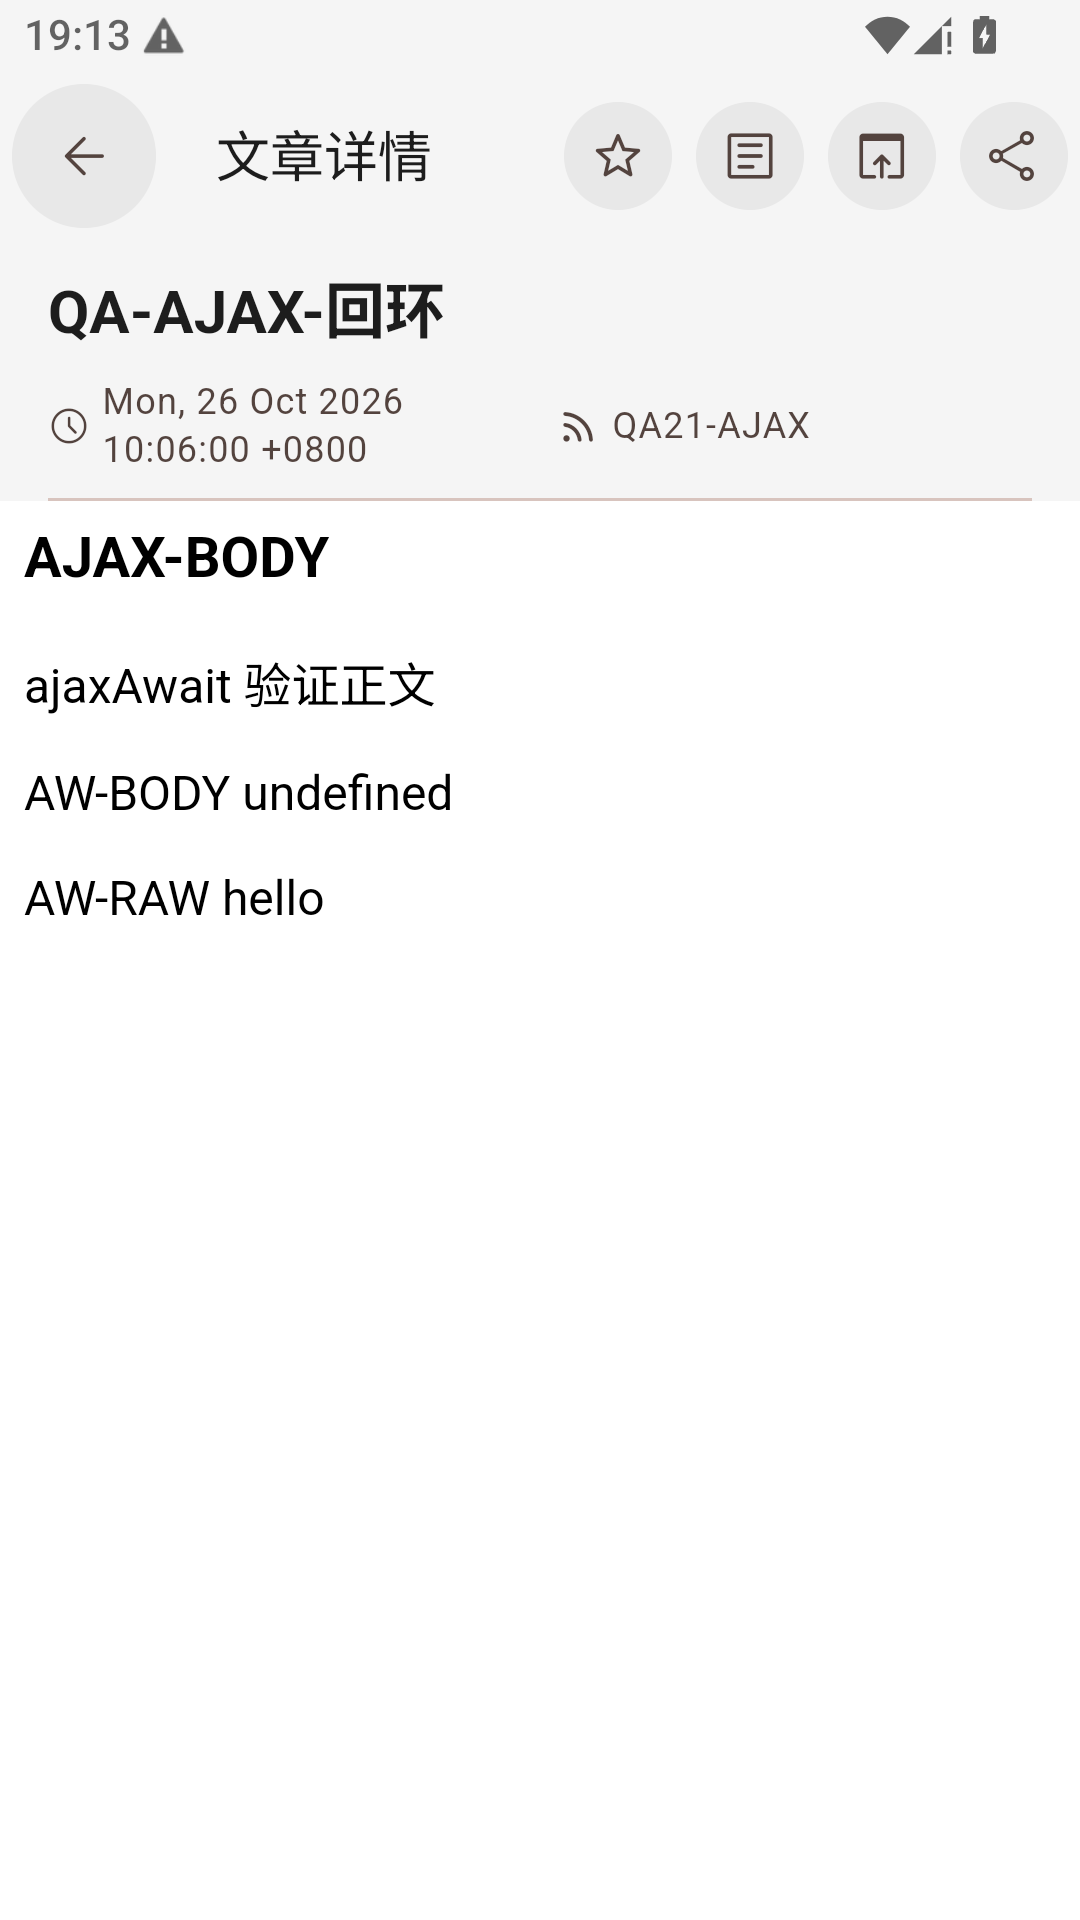 19:13
文章详情
QA-AJAX-回环
Mon, 26 Oct 2026
10:06:00 +0800
QA21-AJAX
AJAX-BODY
ajaxAwait 验证正文
AW-BODY undefined
AW-RAW hello